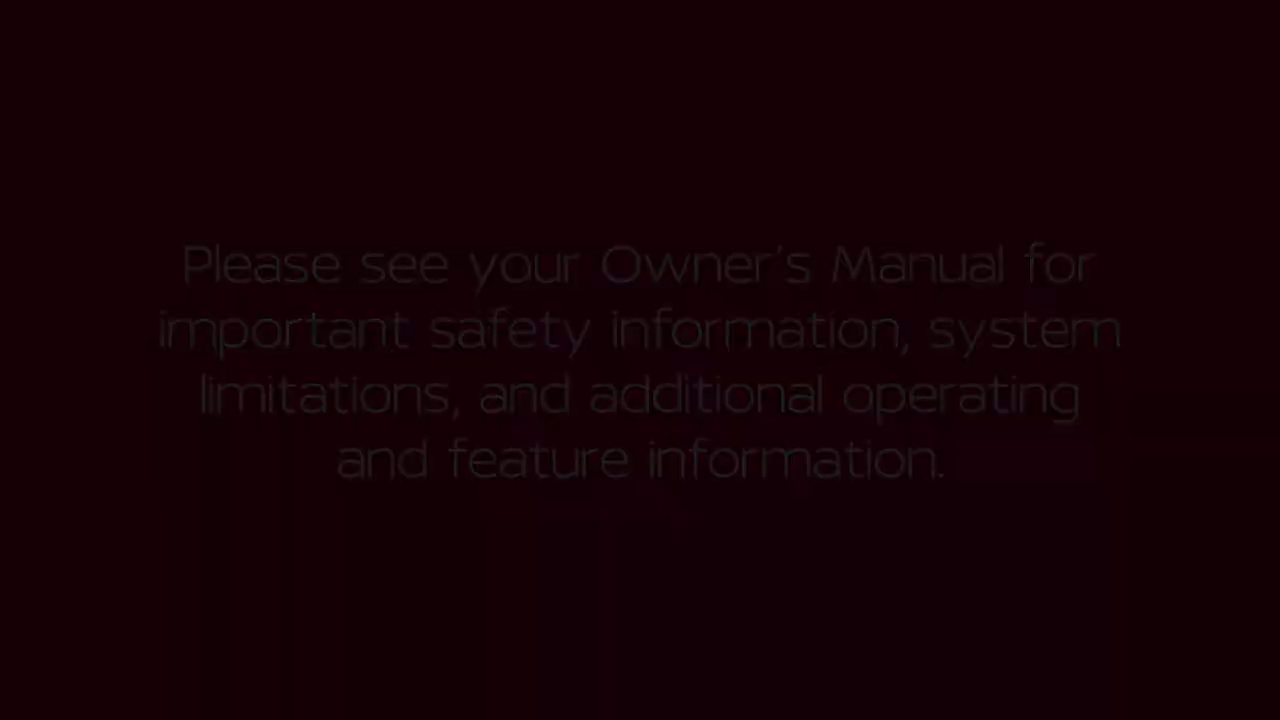 Please see your Owner's Manual for
important safety information, system
limitations, and additional operating
and feature information.